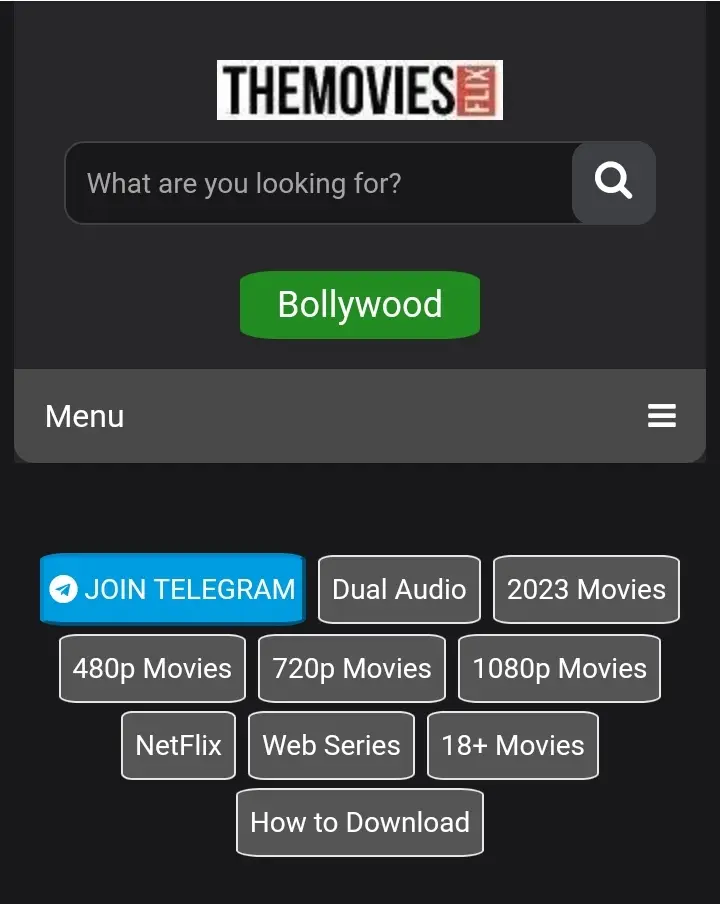 THEMOVIES FLIX
What are you looking for?
Bollywood
Menu
JOIN TELEGRAM Dual Audio 2023 Movies
480p Movies 720p Movies 1080p Movies
NetFlix Web Series 18+ Movies
How to Download